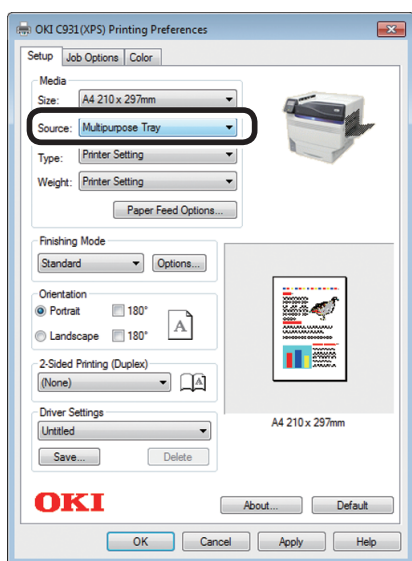 OKI C931(XPS) Printing Preferences
Setup Job Options Color
Media
Size: A4 210 x 297mm
Source: Multipurpose Tray
Type: Printer Setting
Weight: Printer Setting
Paper Feed Options...
Finishing Mode
Standard Options...
Orientation
Portrait 180°
Landscape 180°
A
2-Sided Printing (Duplex)
(None)
A
Driver Settings
Untitled
Save... Delete
A4 210 x 297mm
OKI
About... Default
OK Cancel Apply Help